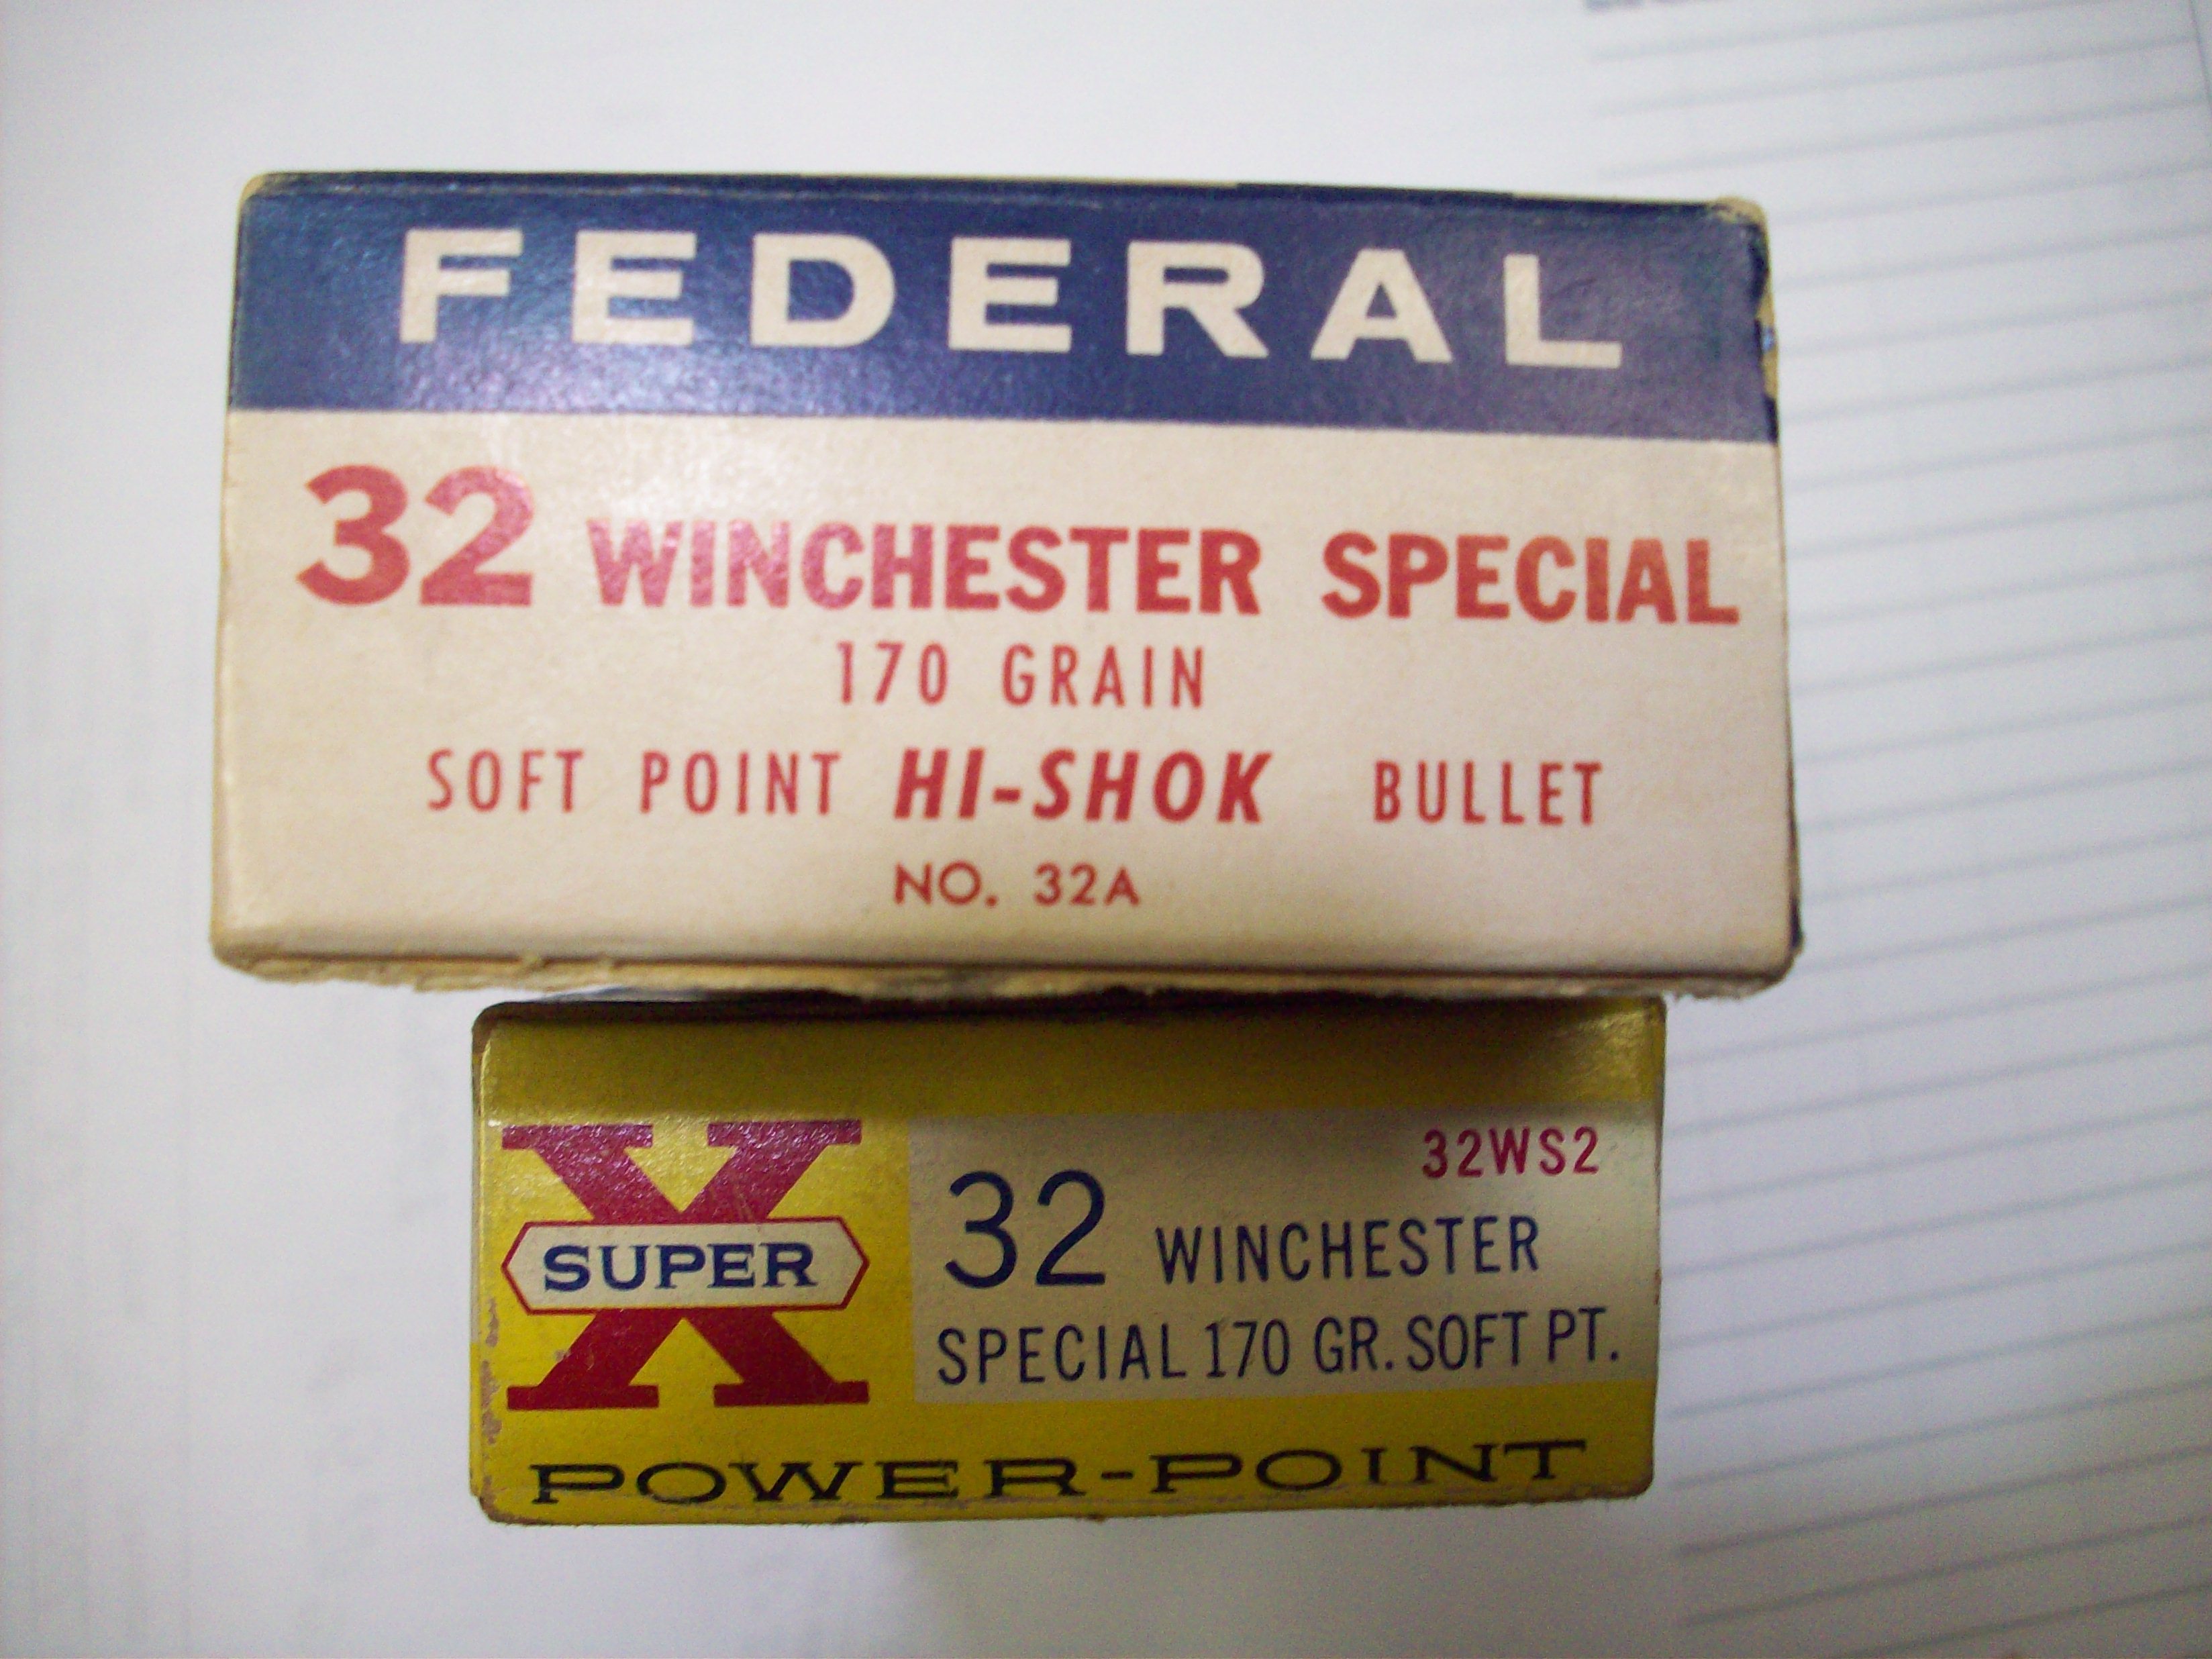 FEDERAL
32 WINCHESTER SPECIAL
170 GRAIN
SOFT POINT HI-SHOK BULLET
NO. 32A
X
SUPER
32WS2
32 WINCHESTER
SPECIAL 170 GR. SOFT PT.
POWER-POINT